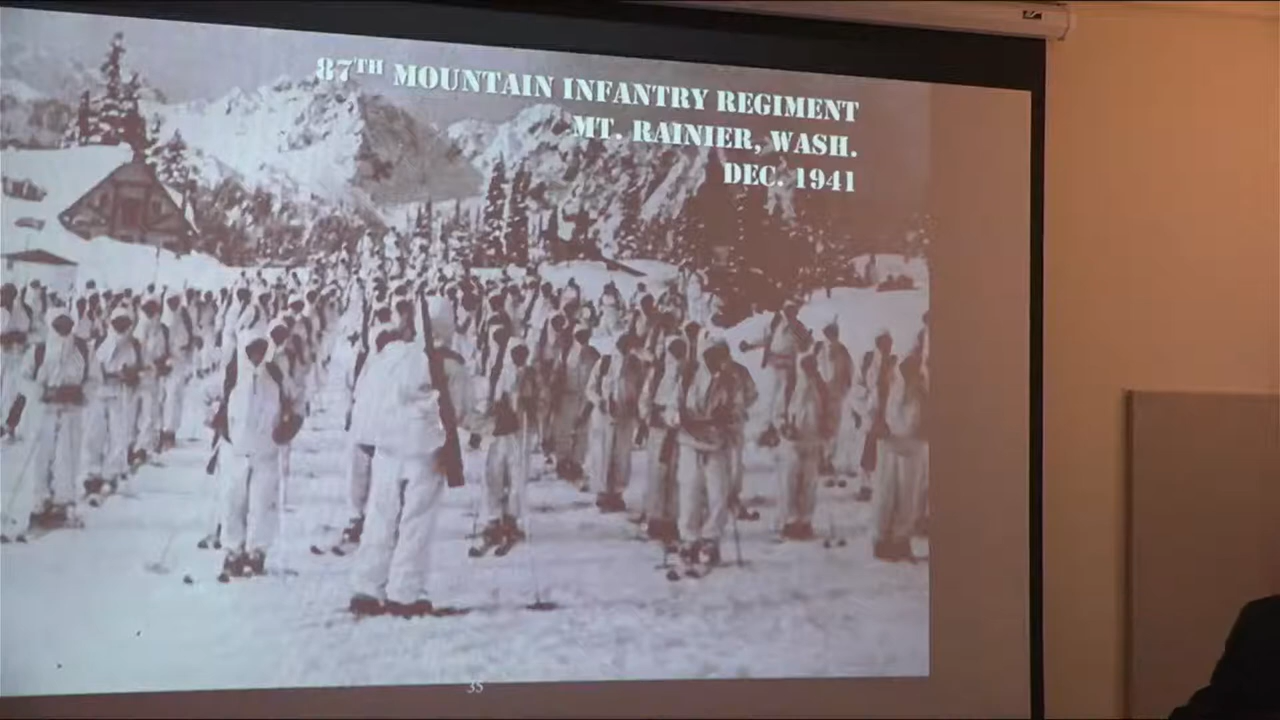 87TH MOUNTAIN INFANTRY REGIMENT
MT. RAINIER, WASH.
DEC. 1941
35